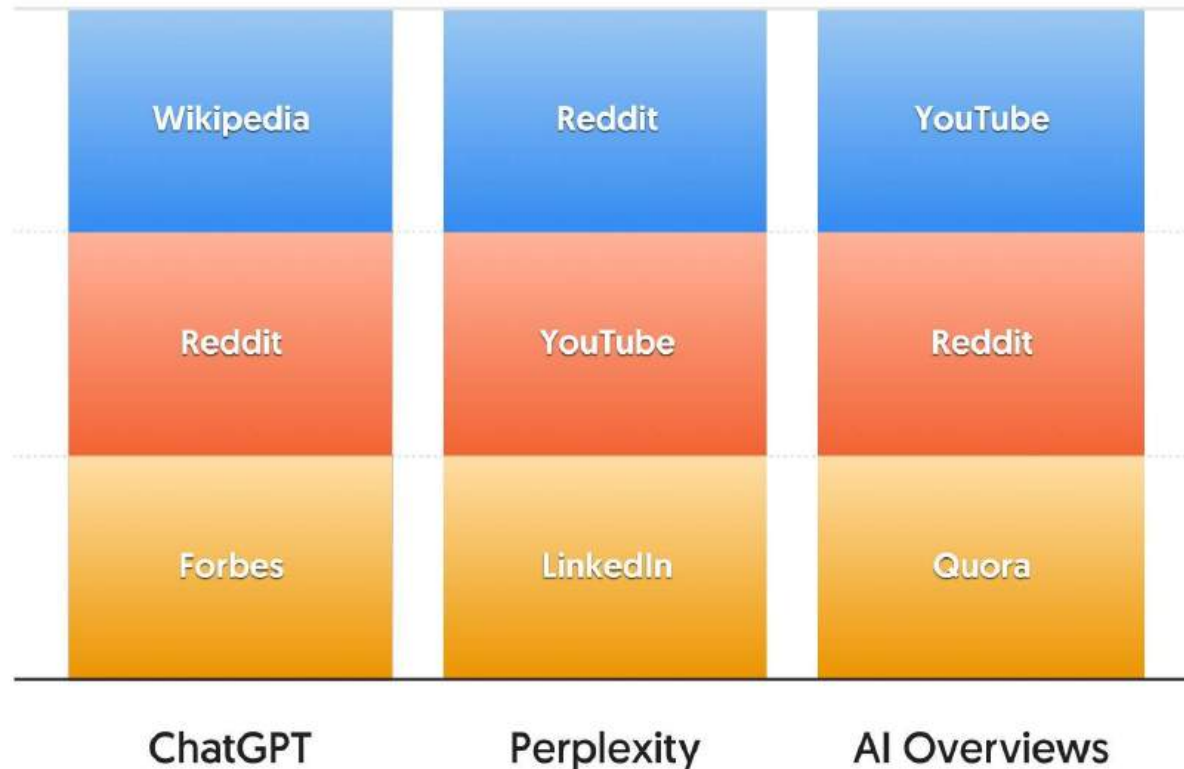 Wikipedia Reddit YouTube
Reddit YouTube Reddit
Forbes LinkedIn Quora
ChatGPT Perplexity AI Overviews